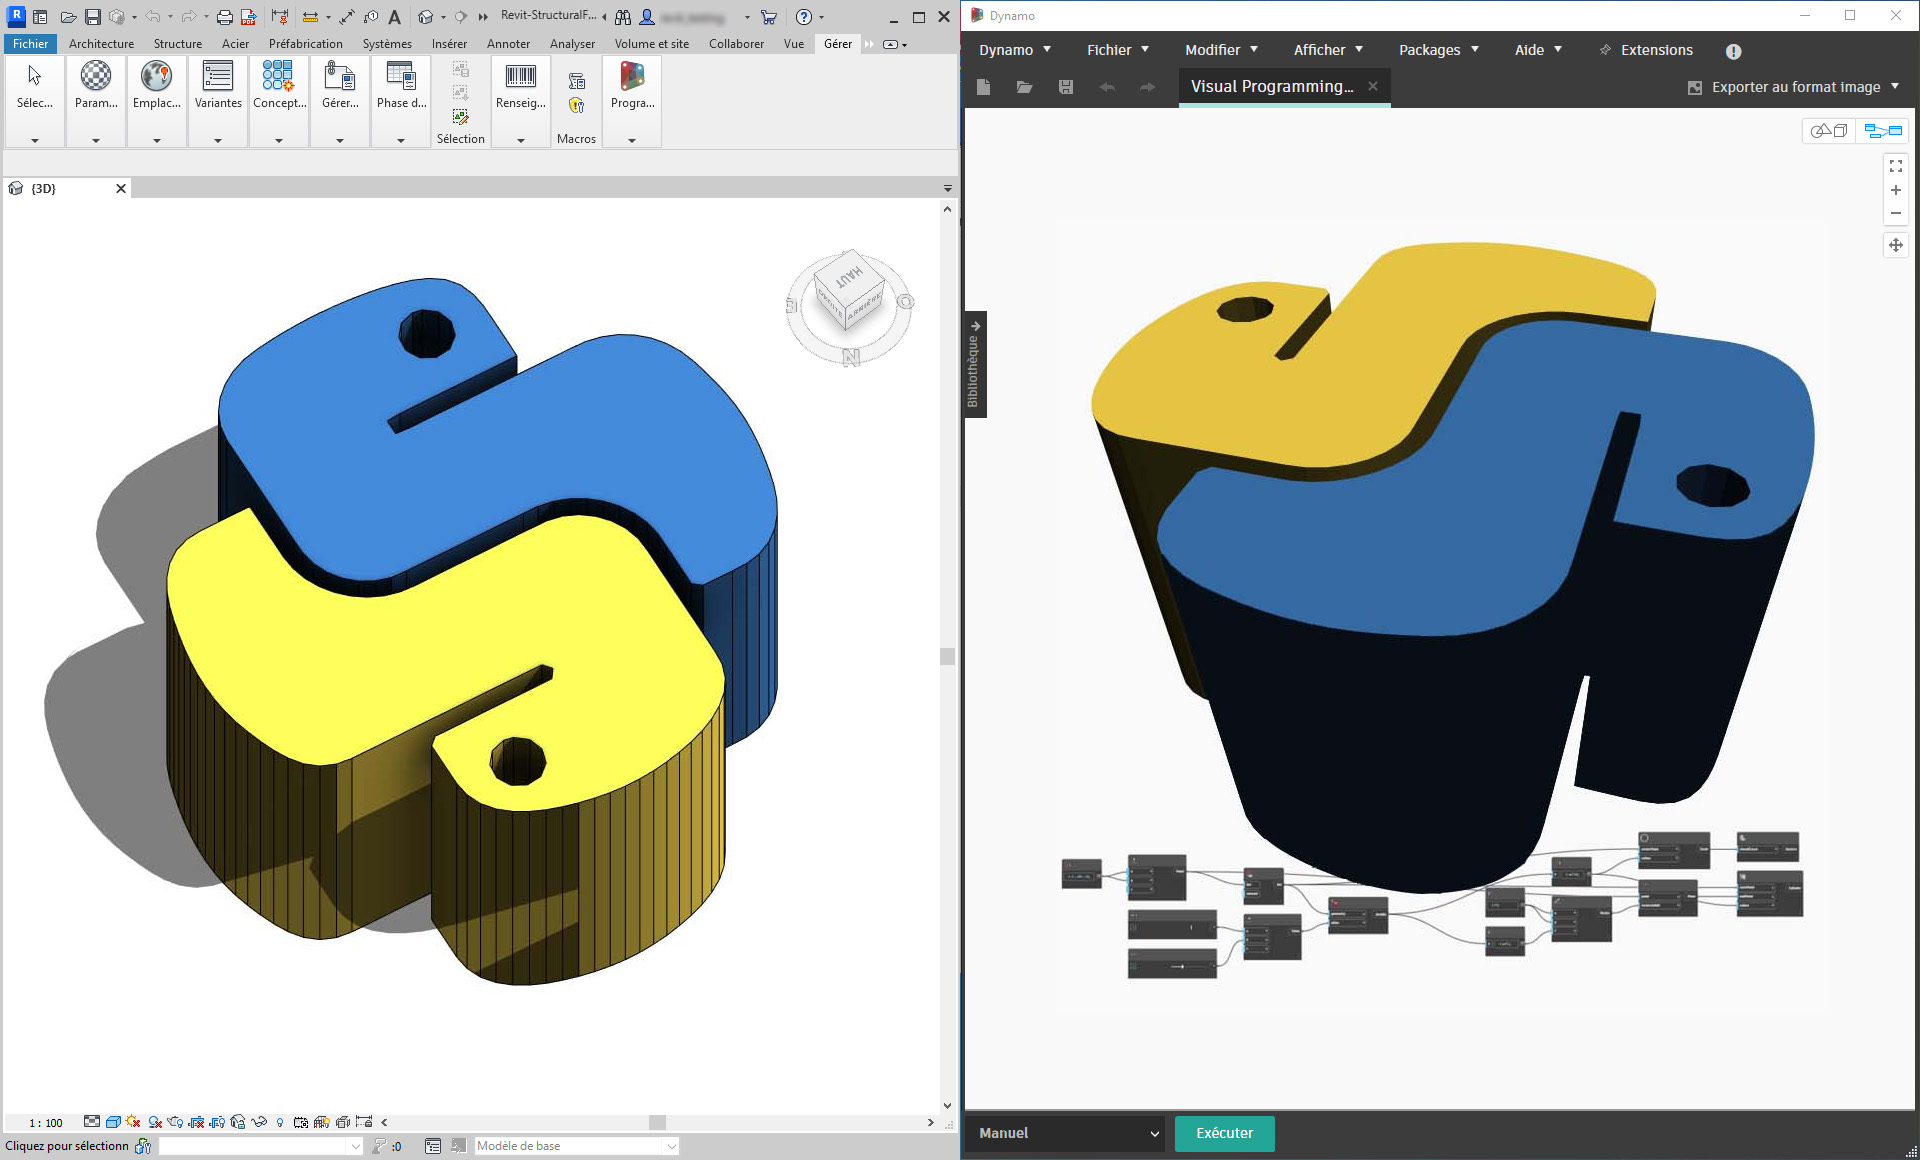 Revit-StructuralF...
Fichier Architecture Structure Acier Préfabrication Systèmes Insérer Annoter Analyser Volume et site Collaborer Vue Gérer
Sélec... Param... Emplac... Variantes Concept... Gérer... Phase d... Renseig... Progra...
Sélection Macros
{3D}
HAUT
DROITE ARRIÈRE
N
1 : 100
Cliquez pour sélectionn :0 Modèle de base
Dynamo
Dynamo Fichier Modifier Afficher Packages Aide Extensions
Visual Programming... Exporter au format image
Bibliothèque
Manuel Exécuter